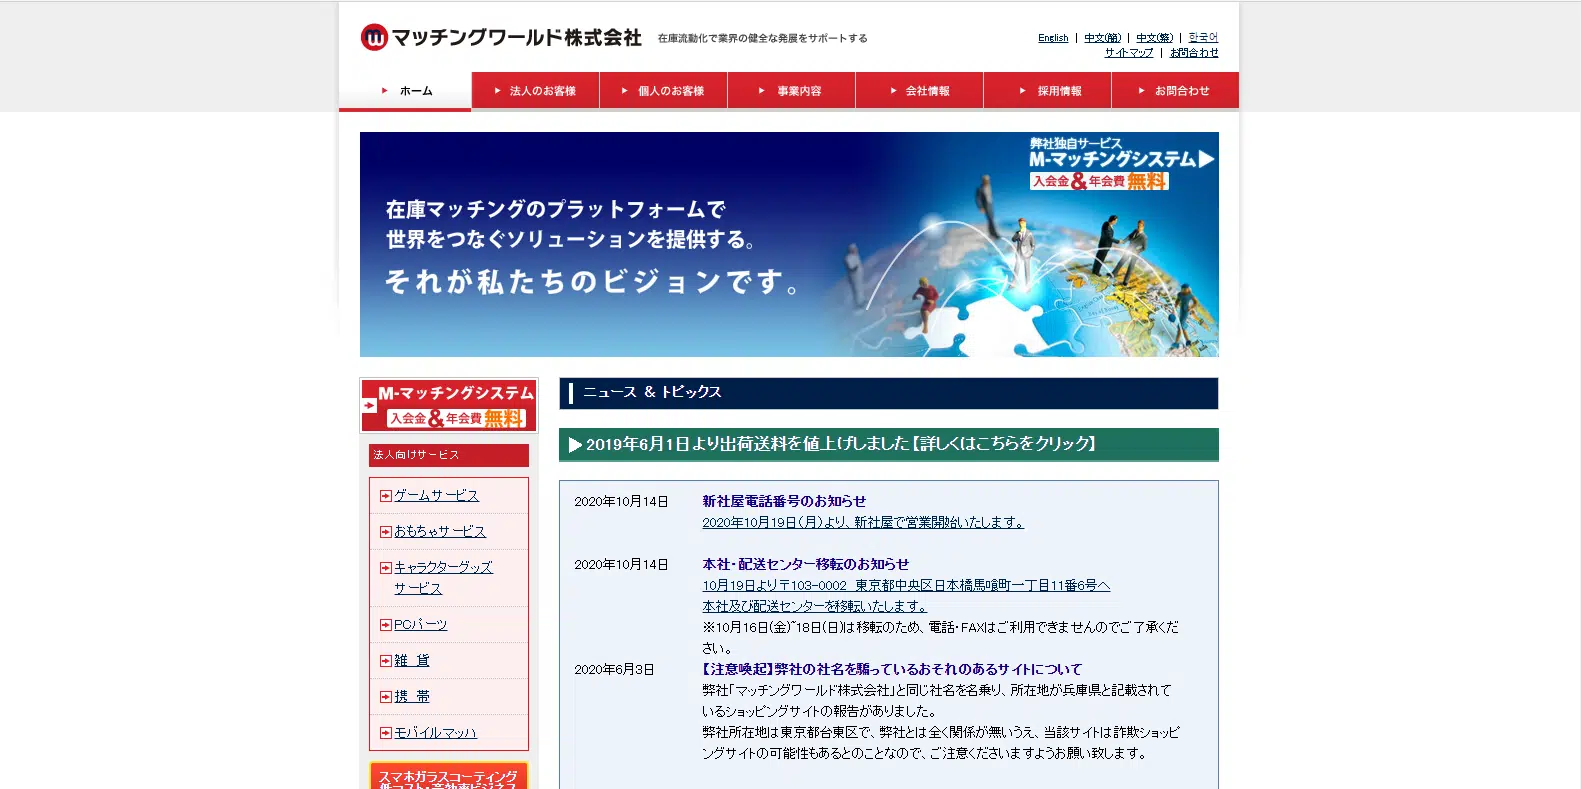 マッチングワールド株式会社
在庫流動化で業界の健全な発展をサポートする
English | 中文(簡) | 中文(繁) | 한국어
サイトマップ | お問合わせ
ホーム
法人のお客様
個人のお客様
事業内容
会社情報
採用情報
お問合わせ
弊社独自サービス
M-マッチングシステム▶
入会金&年会費無料
在庫マッチングのプラットフォームで
世界をつなぐソリューションを提供する。
それが私たちのビジョンです。
M-マッチングシステム
入会金&年会費無料
法人向けサービス
ゲームサービス
おもちゃサービス
キャラクターグッズ
サービス
PCパーツ
雑 貨
携 帯
モバイルマッハ
スマホガラスコーティング
低コスト・高効率ビジネス
ニュース & トピックス
▶2019年6月1日より出荷送料を値上げしました【詳しくはこちらをクリック】
2020年10月14日
新社屋電話番号のお知らせ
2020年10月19日(月)より、新社屋で営業開始いたします。
2020年10月14日
本社・配送センター移転のお知らせ
10月19日より〒103-0002 東京都中央区日本橋馬喰町一丁目11番6号へ
本社及び配送センターを移転いたします。
※10月16日(金)~18日(日)は移転のため、電話・FAXはご利用できませんのでご了承くだ
さい。
2020年6月3日
【注意喚起】弊社の社名を騙っているおそれのあるサイトについて
弊社「マッチングワールド株式会社」と同じ社名を名乗り、所在地が兵庫県と記載されて
いるショッピングサイトの報告がありました。
弊社所在地は東京都台東区で、弊社とは全く関係が無いうえ、当該サイトは詐欺ショッピ
ングサイトの可能性もあるとのことなので、ご注意くださいますようお願い致します。